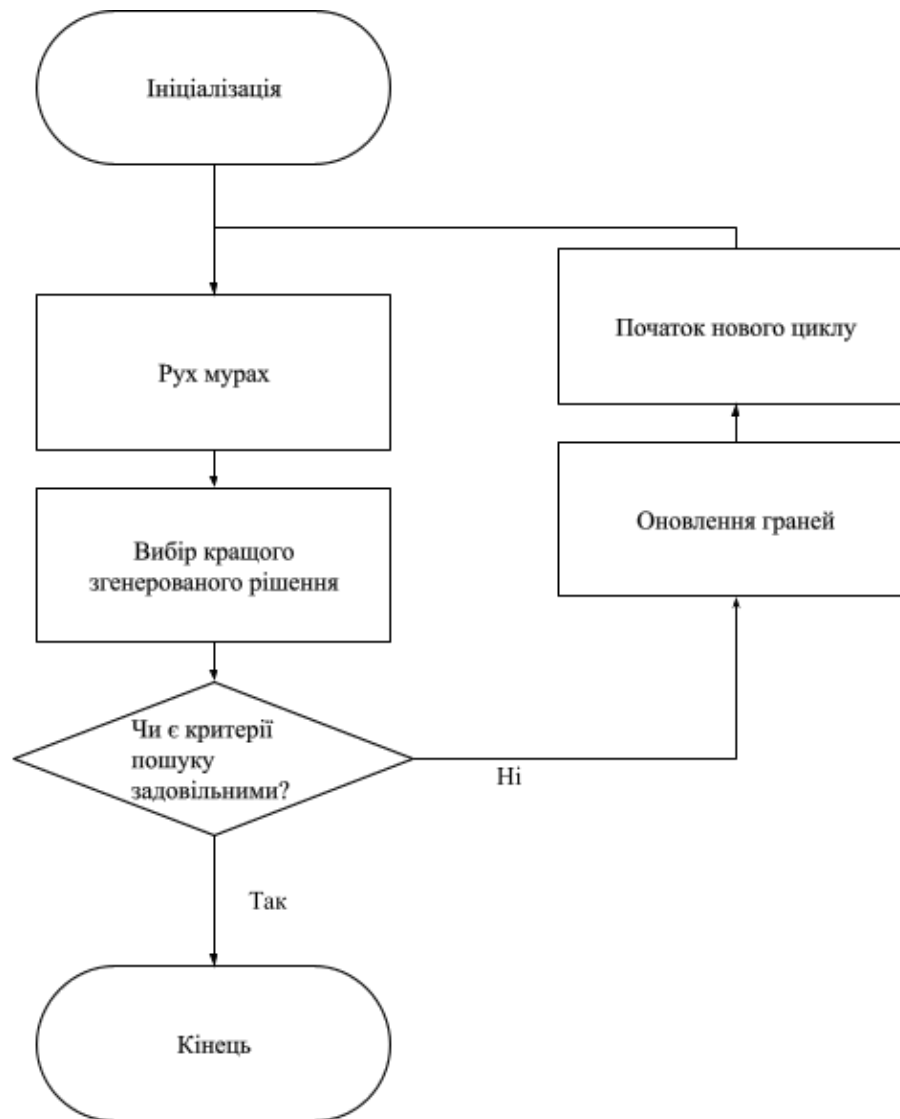 Ініціалізація
Рух мурах
Вибір кращого
згенерованого рішення
Чи є критерії
пошуку
задовільними?
Так
Кінець
Ні
Оновлення граней
Початок нового циклу